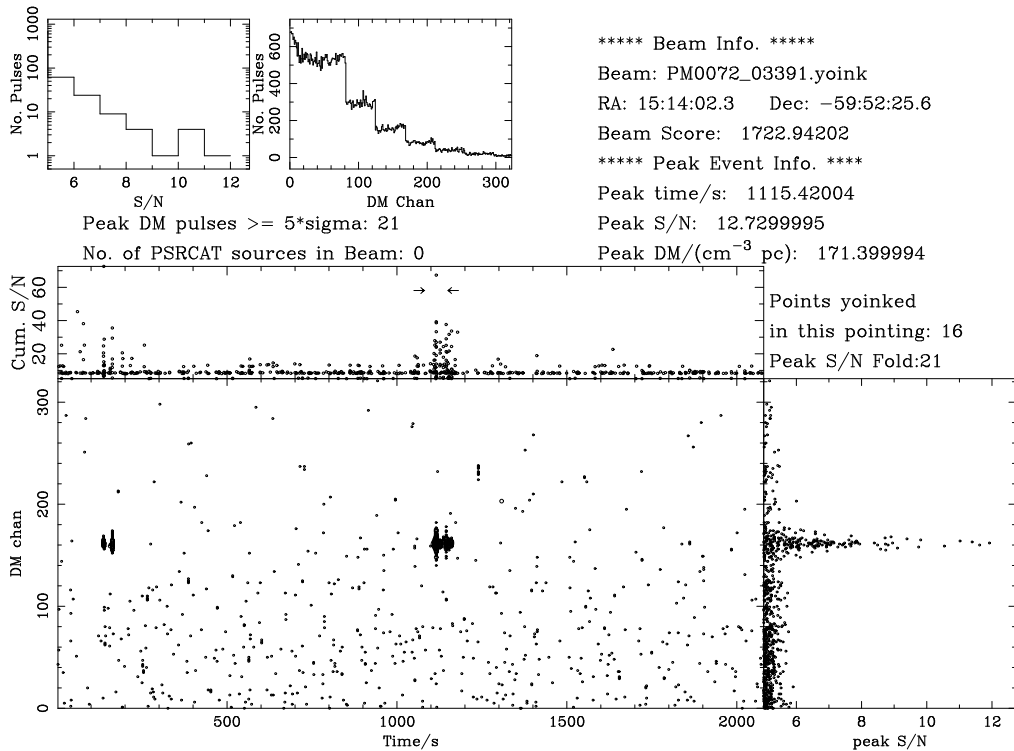 No. Pulses
1 10 100 1000
6 8 10 12
S/N
No. Pulses
0 200 400 600
0 100 200 300
DM Chan
Peak DM pulses >= 5*sigma: 21
No. of PSRCAT sources in Beam: 0
***** Beam Info. *****
Beam: PM0072_03391.yoink
RA: 15:14:02.3 Dec: −59:52:25.6
Beam Score: 1722.94202
***** Peak Event Info. ****
Peak time/s: 1115.42004
Peak S/N: 12.7299995
Peak DM/(cm−3 pc): 171.399994
Cum. S/N
20 40 60
→ ←
Points yoinked
in this pointing: 16
Peak S/N Fold:21
DM chan
0 100 200 300
500 1000 1500 2000
Time/s
6 8 10 12
peak S/N